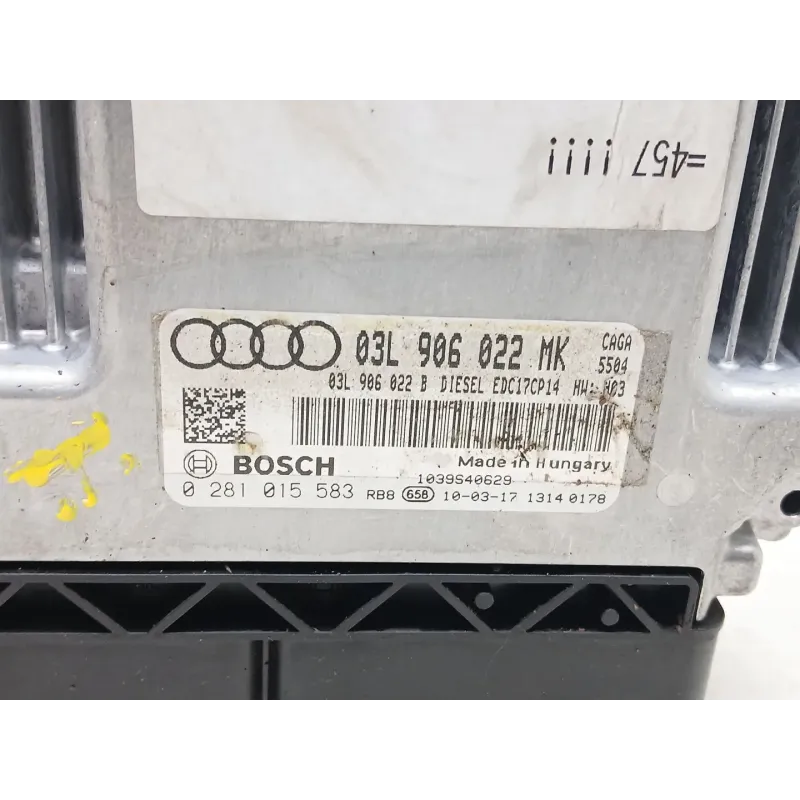 =457 ¡¡¡¡
03L 906 022 MK CAGA
5504
03L 906 022 B DIESEL EDC17CP14 HW: H03
BOSCH Made in Hungary
1039S40629
0 281 015 583 RB8 658 10-03-17 1314 0178